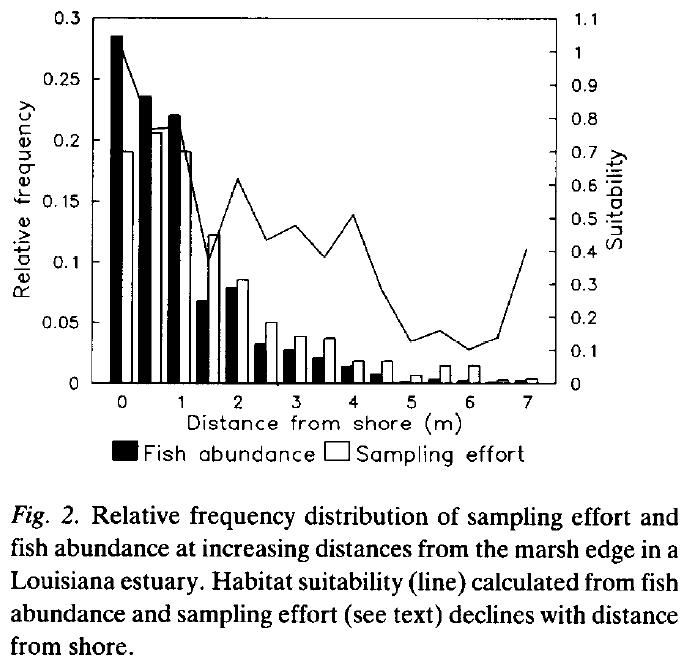 0.3
0.25
0.2
0.15
0.1
0.05
0
Relative frequency
1.1
1
0.9
0.8
0.7
0.6
0.5
0.4
0.3
0.2
0.1
0
Suitability
0 1 2 3 4 5 6 7
Distance from shore (m)
Fish abundance Sampling effort
Fig. 2. Relative frequency distribution of sampling effort and
fish abundance at increasing distances from the marsh edge in a
Louisiana estuary. Habitat suitability (line) calculated from fish
abundance and sampling effort (see text) declines with distance
from shore.